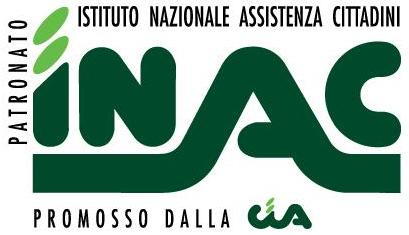 PATRONATO
ISTITUTO NAZIONALE ASSISTENZA CITTADINI
iNAC
PROMOSSO DALLA CiA